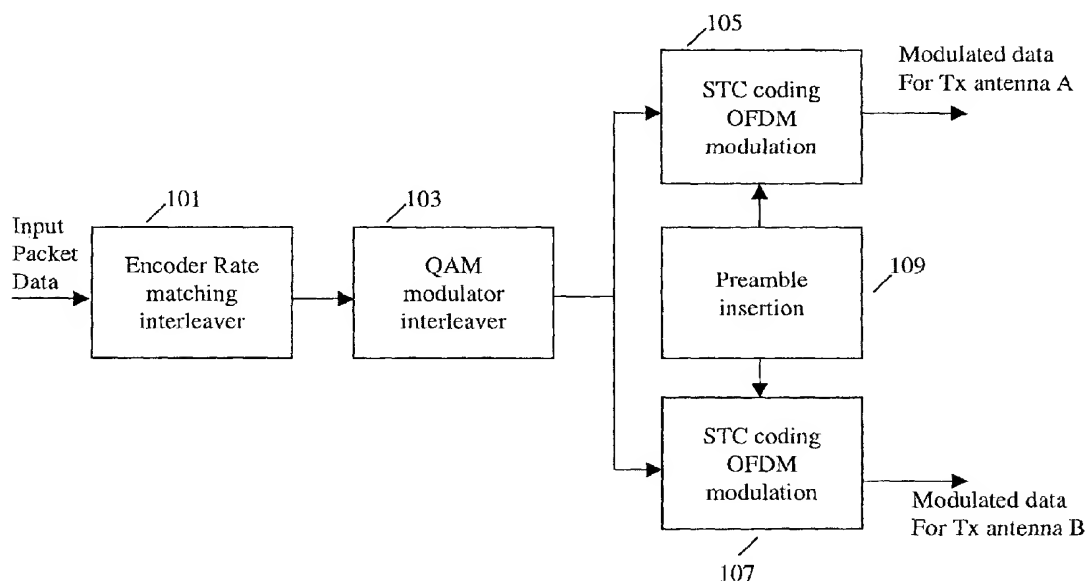 105
Modulated data
For Tx antenna A
STC coding
OFDM
modulation
101
103
Input
Packet
Data
Encoder Rate
matching
interleaver
QAM
modulator
interleaver
Preamble
insertion
109
STC coding
OFDM
modulation
Modulated data
For Tx antenna B
107